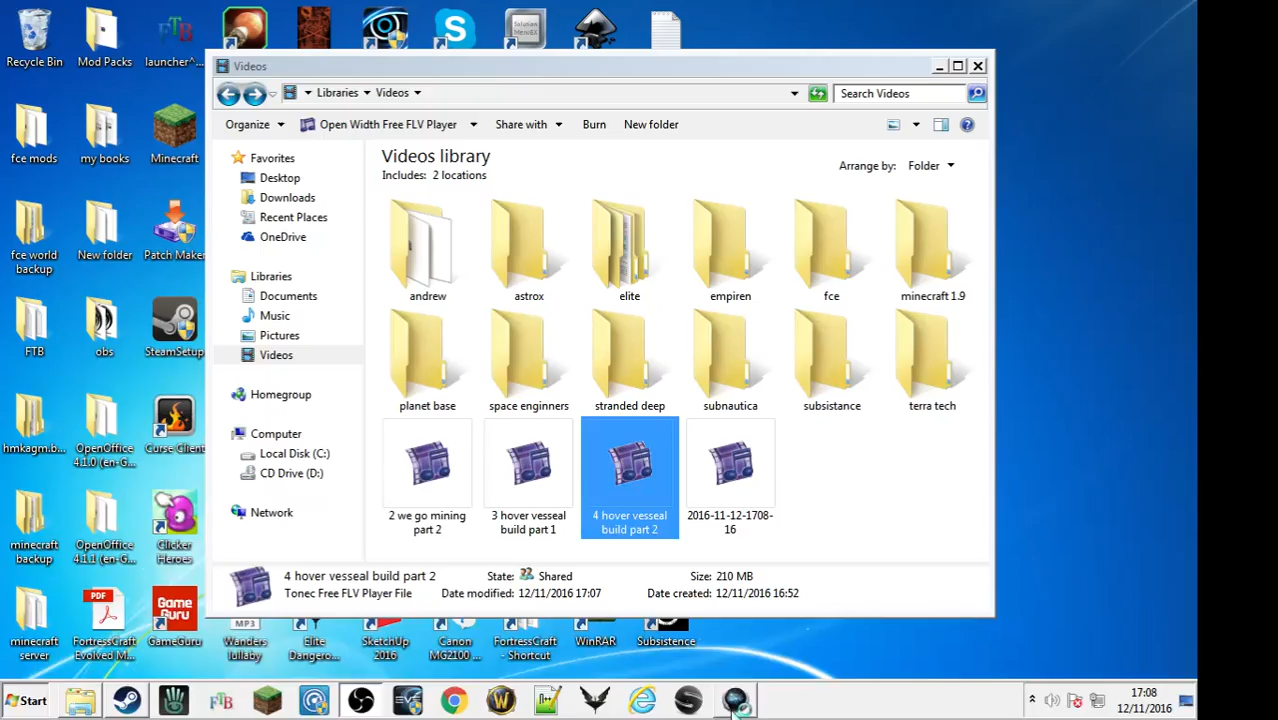 Recycle Bin
Mod Packs
launcher^...
Solution MenuEX
fce mods
my books
Minecraft
fce world backup
New folder
Patch Maker
FTB
obs
SteamSetup
hmkagm.b...
OpenOffice 4.1.0 (en-G...
Curse Client
minecraft backup
OpenOffice 4.1.1 (en-G...
Clicker Heroes
minecraft server
PDF
FortressCraft Evolved M...
GAME GURU
GameGuru
MP3
Wanders lullaby
Elite Dangero...
SketchUp 2016
Canon MG2100 ...
FortressCraft - Shortcut
WinRAR
Subsistence
Videos
Libraries
Videos
Search Videos
Organize
Open Width Free FLV Player
Share with
Burn
New folder
Favorites
Desktop
Downloads
Recent Places
OneDrive
Libraries
Documents
Music
Pictures
Videos
Homegroup
Computer
Local Disk (C:)
CD Drive (D:)
Network
Videos library
Includes: 2 locations
Arrange by: Folder
andrew
astrox
elite
empiren
fce
minecraft 1.9
planet base
space enginners
stranded deep
subnautica
subsistance
terra tech
2 we go mining part 2
3 hover vesseal build part 1
4 hover vesseal build part 2
2016-11-12-1708-16
4 hover vesseal build part 2
State: Shared
Size: 210 MB
Tonec Free FLV Player File
Date modified: 12/11/2016 17:07
Date created: 12/11/2016 16:52
Start
FTB
EVE
17:08
12/11/2016